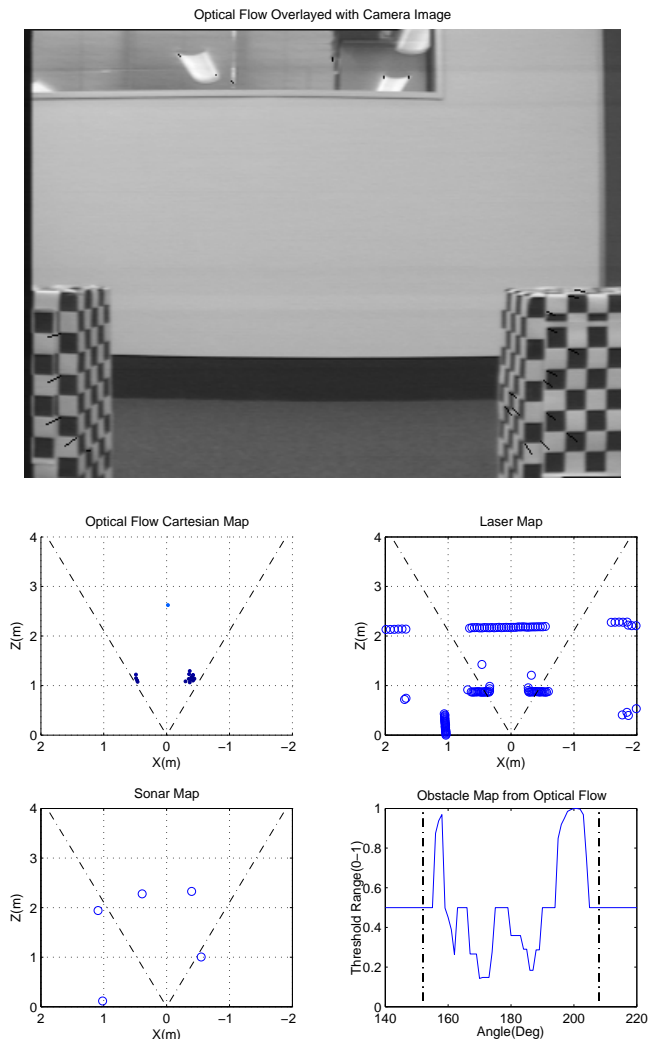 Optical Flow Overlayed with Camera Image
Optical Flow Cartesian Map
4
3
2
1
0
Z(m)
2 1 0 −1 −2
X(m)
Laser Map
4
3
2
1
0
Z(m)
2 1 0 −1 −2
X(m)
Sonar Map
4
3
2
1
0
Z(m)
2 1 0 −1 −2
X(m)
Obstacle Map from Optical Flow
1
0.8
0.6
0.4
0.2
0
Threshold Range(0−1)
140 160 180 200 220
Angle(Deg)